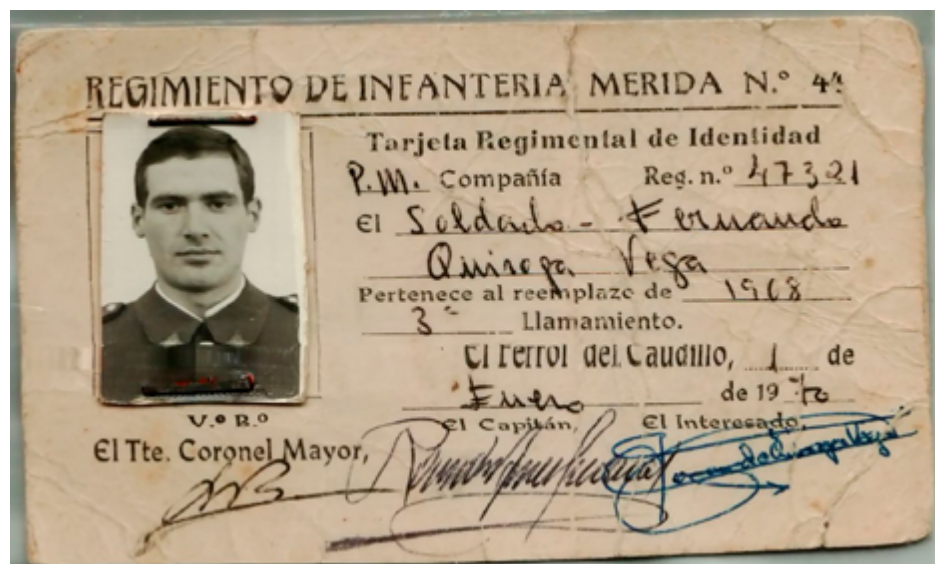 REGIMIENTO DE INFANTERIA MERIDA N.º 44
Tarjeta Regimental de Identidad
P.M. Compañía Reg. n.º 47321
El Soldado - Fernando
Quiroga Vega
Pertenece al reemplazo de 1968
3º Llamamiento.
El Ferrol del Caudillo, 1 de
Enero de 1970
V.º B.º El Capitán, El Interesado,
El Tte. Coronel Mayor,